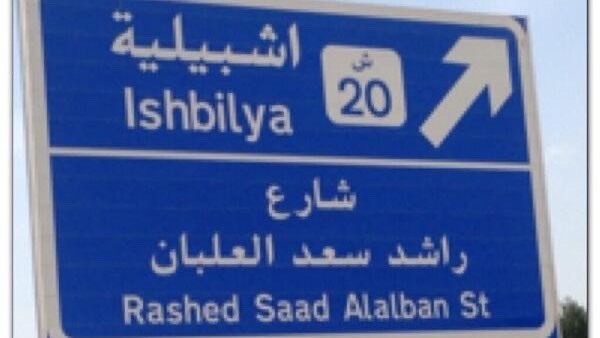 اشبيلية
ش
20
Ishbilya
شارع
راشد سعد العلبان
Rashed Saad Alalban St